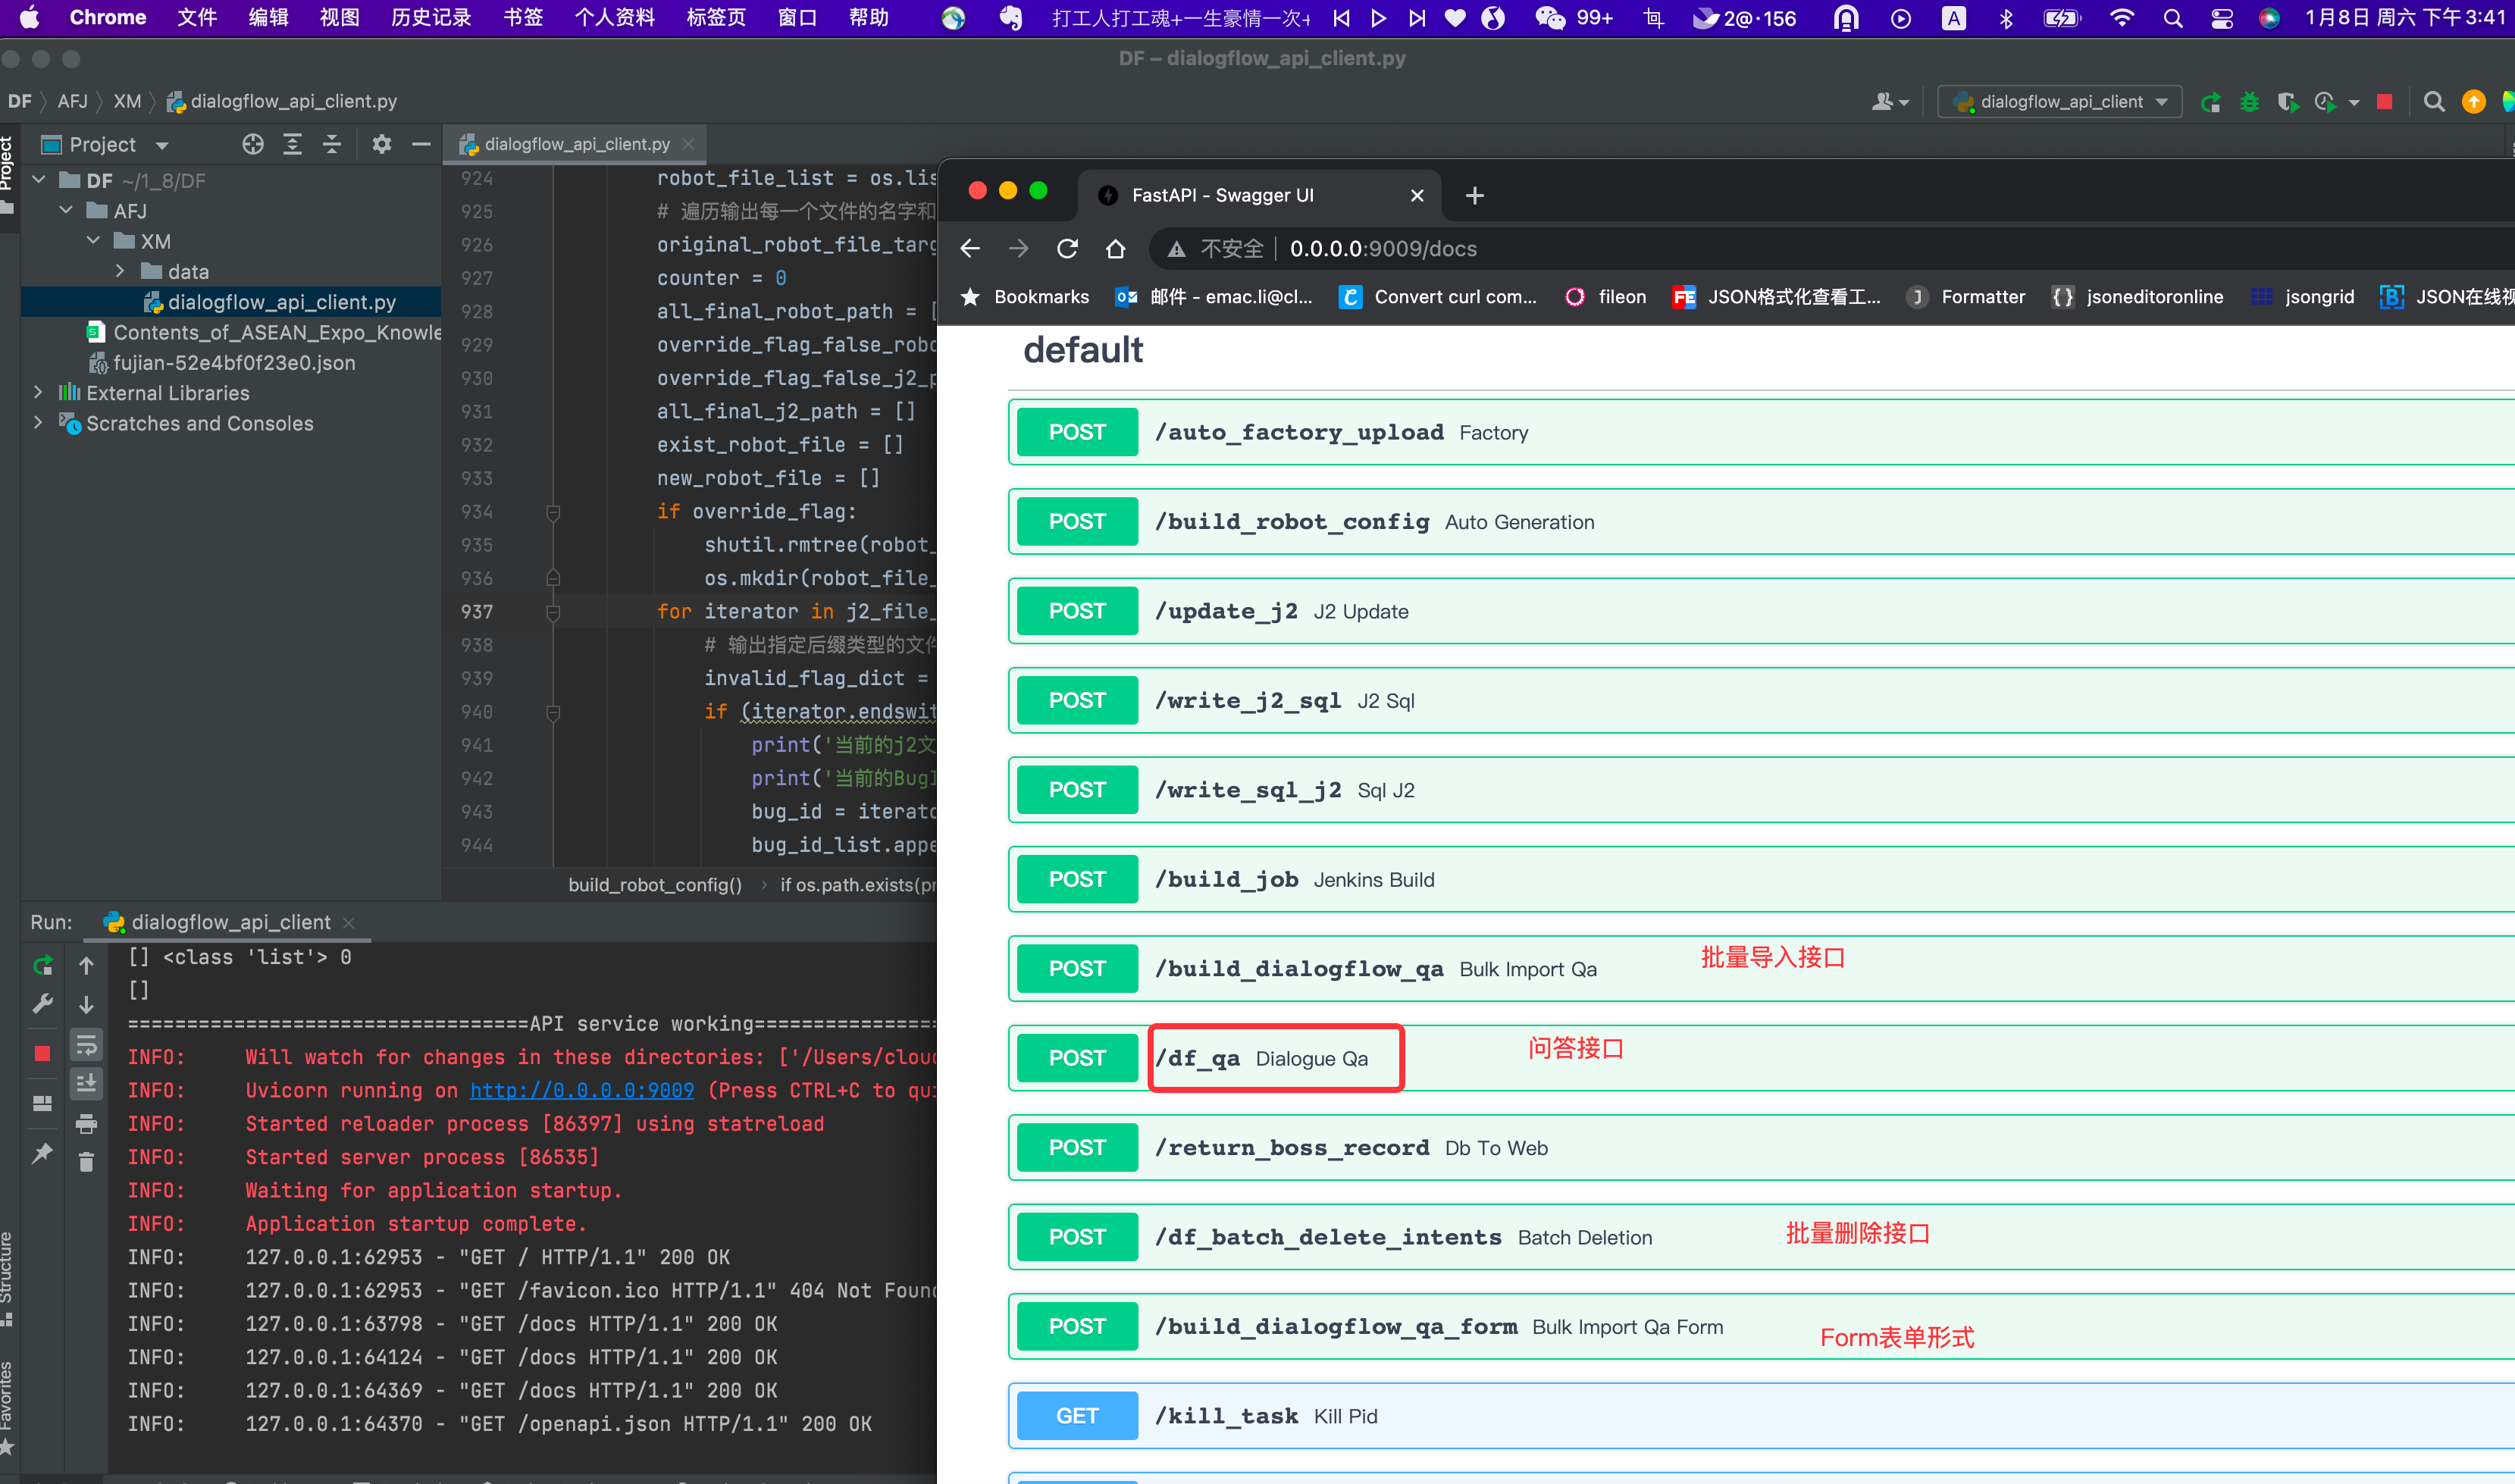 Chrome 文件 编辑 视图 历史记录 书签 个人资料 标签页 窗口 帮助 打工人打工魂+一生豪情一次+ 99+ 2@·156 A 1月8日 周六 下午3:41
DF – dialogflow_api_client.py
DF AFJ XM dialogflow_api_client.py
dialogflow_api_client
Project
Project
DF ~/1_8/DF
AFJ
XM
data
dialogflow_api_client.py
Contents_of_ASEAN_Expo_Knowle
fujian-52e4bf0f23e0.json
External Libraries
Scratches and Consoles
dialogflow_api_client.py
924 robot_file_list = os.lis
925 # 遍历输出每一个文件的名字和
926 original_robot_file_targ
927 counter = 0
928 all_final_robot_path = [
929 override_flag_false_robo
930 override_flag_false_j2_p
931 all_final_j2_path = []
932 exist_robot_file = []
933 new_robot_file = []
934 if override_flag:
935 shutil.rmtree(robot_
936 os.mkdir(robot_file_
937 for iterator in j2_file_
938 # 输出指定后缀类型的文件
939 invalid_flag_dict =
940 if (iterator.endswit
941 print('当前的j2文
942 print('当前的BugI
943 bug_id = iterato
944 bug_id_list.appe
build_robot_config() › if os.path.exists(pr
Run: dialogflow_api_client
[] <class 'list'> 0
[]
==================================API service working================
INFO: Will watch for changes in these directories: ['/Users/cloud
INFO: Uvicorn running on http://0.0.0.0:9009 (Press CTRL+C to qui
INFO: Started reloader process [86397] using statreload
INFO: Started server process [86535]
INFO: Waiting for application startup.
INFO: Application startup complete.
INFO: 127.0.0.1:62953 - "GET / HTTP/1.1" 200 OK
INFO: 127.0.0.1:62953 - "GET /favicon.ico HTTP/1.1" 404 Not Found
INFO: 127.0.0.1:63798 - "GET /docs HTTP/1.1" 200 OK
INFO: 127.0.0.1:64124 - "GET /docs HTTP/1.1" 200 OK
INFO: 127.0.0.1:64369 - "GET /docs HTTP/1.1" 200 OK
INFO: 127.0.0.1:64370 - "GET /openapi.json HTTP/1.1" 200 OK
Structure
Favorites
FastAPI - Swagger UI
不安全 0.0.0.0:9009/docs
Bookmarks 邮件 - emac.li@cl... Convert curl com... fileon JSON格式化查看工... Formatter jsoneditoronline jsongrid JSON在线视
default
POST /auto_factory_upload Factory
POST /build_robot_config Auto Generation
POST /update_j2 J2 Update
POST /write_j2_sql J2 Sql
POST /write_sql_j2 Sql J2
POST /build_job Jenkins Build
POST /build_dialogflow_qa Bulk Import Qa 批量导入接口
POST /df_qa Dialogue Qa 问答接口
POST /return_boss_record Db To Web
POST /df_batch_delete_intents Batch Deletion 批量删除接口
POST /build_dialogflow_qa_form Bulk Import Qa Form Form表单形式
GET /kill_task Kill Pid